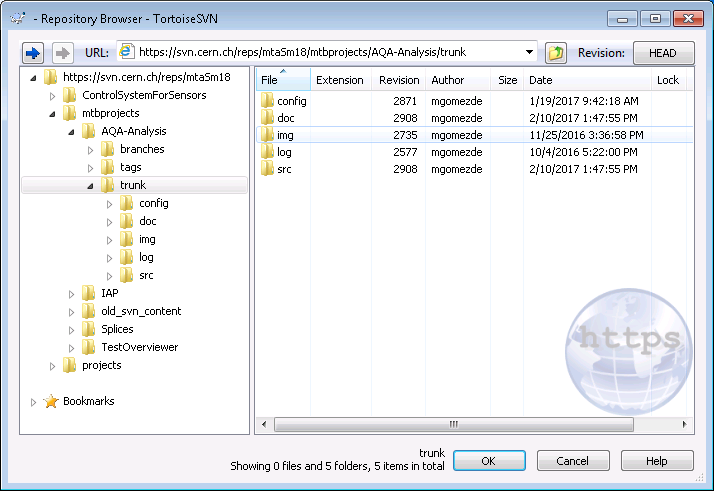 - Repository Browser - TortoiseSVN
URL: https://svn.cern.ch/reps/mtaSm18/mtbprojects/AQA-Analysis/trunk Revision: HEAD
https://svn.cern.ch/reps/mtaSm18
ControlSystemForSensors
mtbprojects
AQA-Analysis
branches
tags
trunk
config
doc
img
log
src
IAP
old_svn_content
Splices
TestOverviewer
projects
Bookmarks
File Extension Revision Author Size Date Lock
config 2871 mgomezde 1/19/2017 9:42:18 AM
doc 2908 mgomezde 2/10/2017 1:47:55 PM
img 2735 mgomezde 11/25/2016 3:36:58 PM
log 2577 mgomezde 10/4/2016 5:22:00 PM
src 2908 mgomezde 2/10/2017 1:47:55 PM
https
trunk
Showing 0 files and 5 folders, 5 items in total
OK Cancel Help